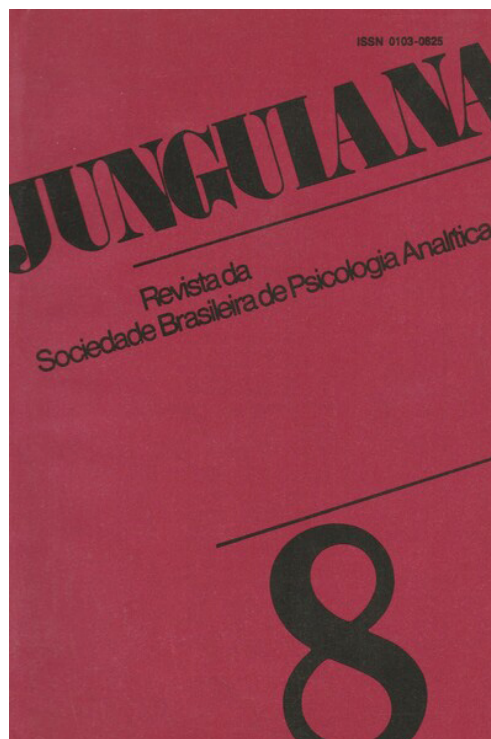 ISSN 0103-0825
JUNGUIANA
Revista da
Sociedade Brasileira de Psicologia Analítica
8